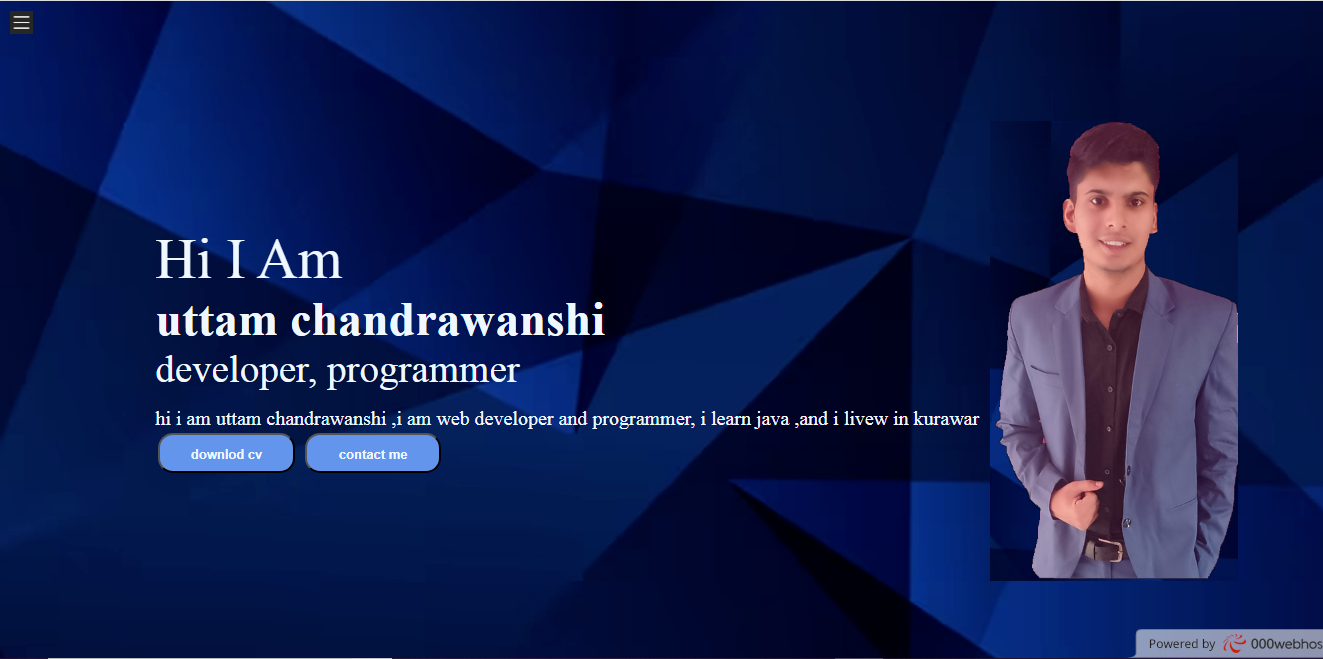 Hi I Am
uttam chandrawanshi
developer, programmer
hi i am uttam chandrawanshi ,i am web developer and programmer, i learn java ,and i livew in kurawar
downlod cv
contact me
Powered by 000webhos